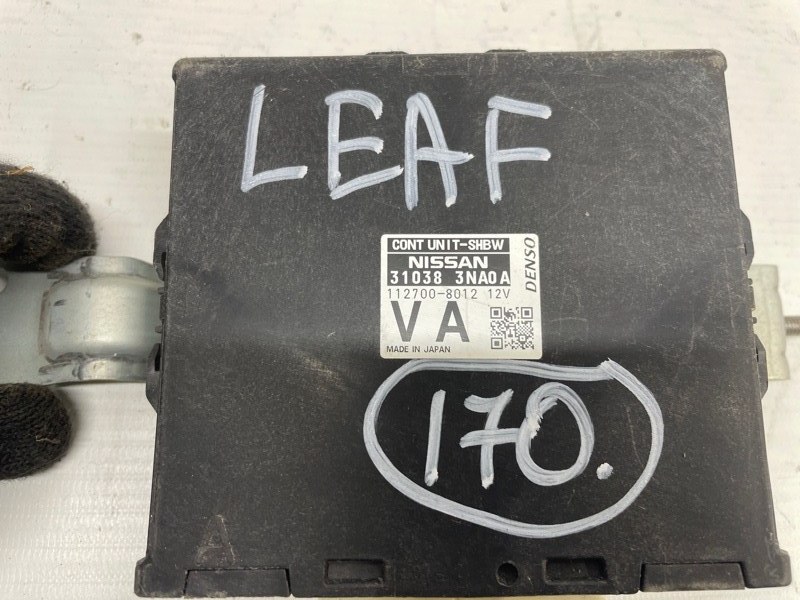 LEAF
CONT UNIT-SHBW
NISSAN
31038 3NA0A
112700-8012 12V
VA
MADE IN JAPAN
DENSO
170.
A